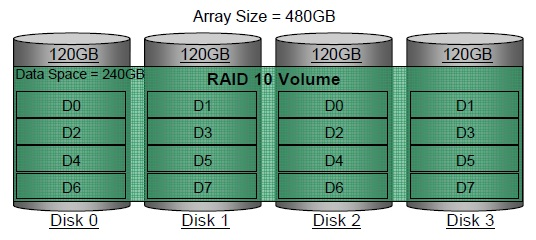 Array Size = 480GB
120GB 120GB 120GB 120GB
Data Space = 240GB RAID 10 Volume
D0 D1 D0 D1
D2 D3 D2 D3
D4 D5 D4 D5
D6 D7 D6 D7
Disk 0 Disk 1 Disk 2 Disk 3